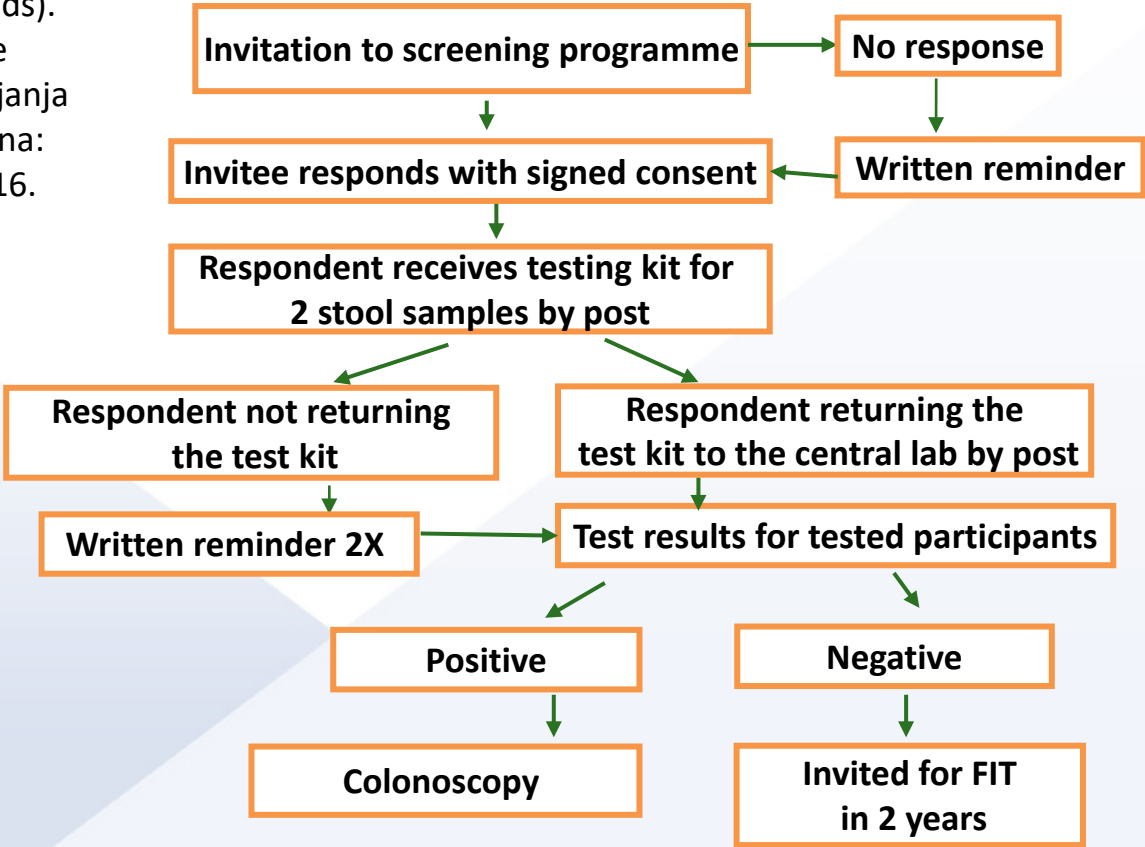 ds).
e
janja
na:
16.
Invitation to screening programme
No response
Invitee responds with signed consent
Written reminder
Respondent receives testing kit for
2 stool samples by post
Respondent not returning
the test kit
Respondent returning the
test kit to the central lab by post
Written reminder 2X
Test results for tested participants
Positive
Negative
Colonoscopy
Invited for FIT
in 2 years